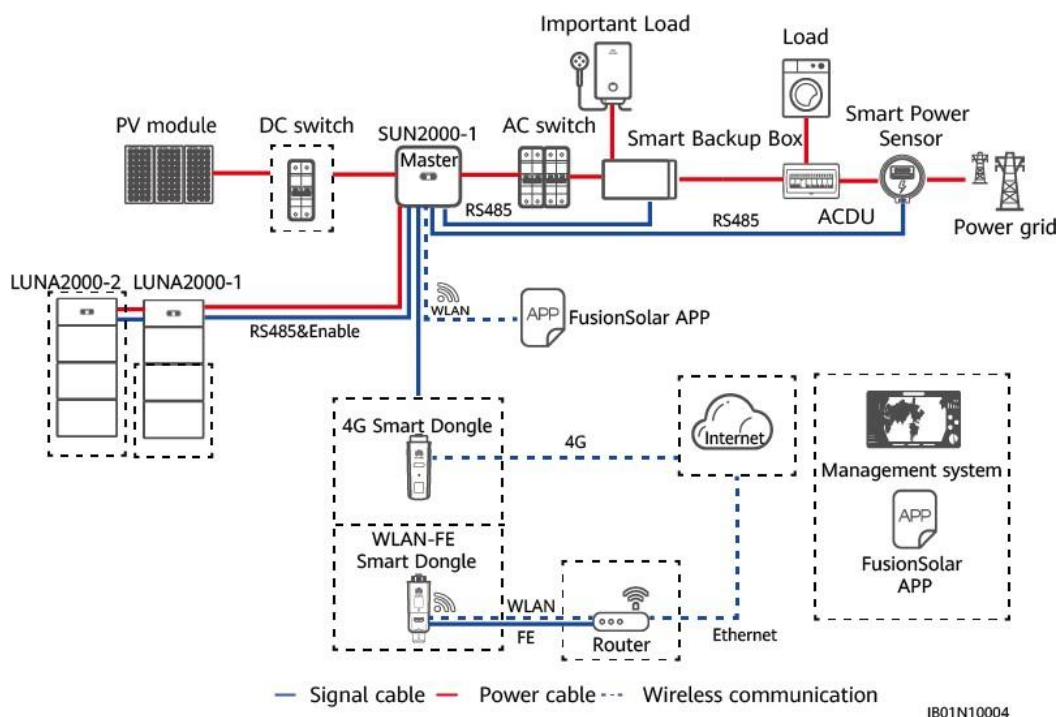 Important Load
Load
PV module
DC switch
SUN2000-1
Master
AC switch
Smart Backup Box
Smart Power
Sensor
RS485
RS485
ACDU
Power grid
LUNA2000-2
LUNA2000-1
RS485&Enable
WLAN
APP
FusionSolar APP
4G Smart Dongle
4G
Internet
Management system
APP
FusionSolar
APP
WLAN-FE
Smart Dongle
WLAN
FE
Router
Ethernet
Signal cable
Power cable
Wireless communication
IB01N10004